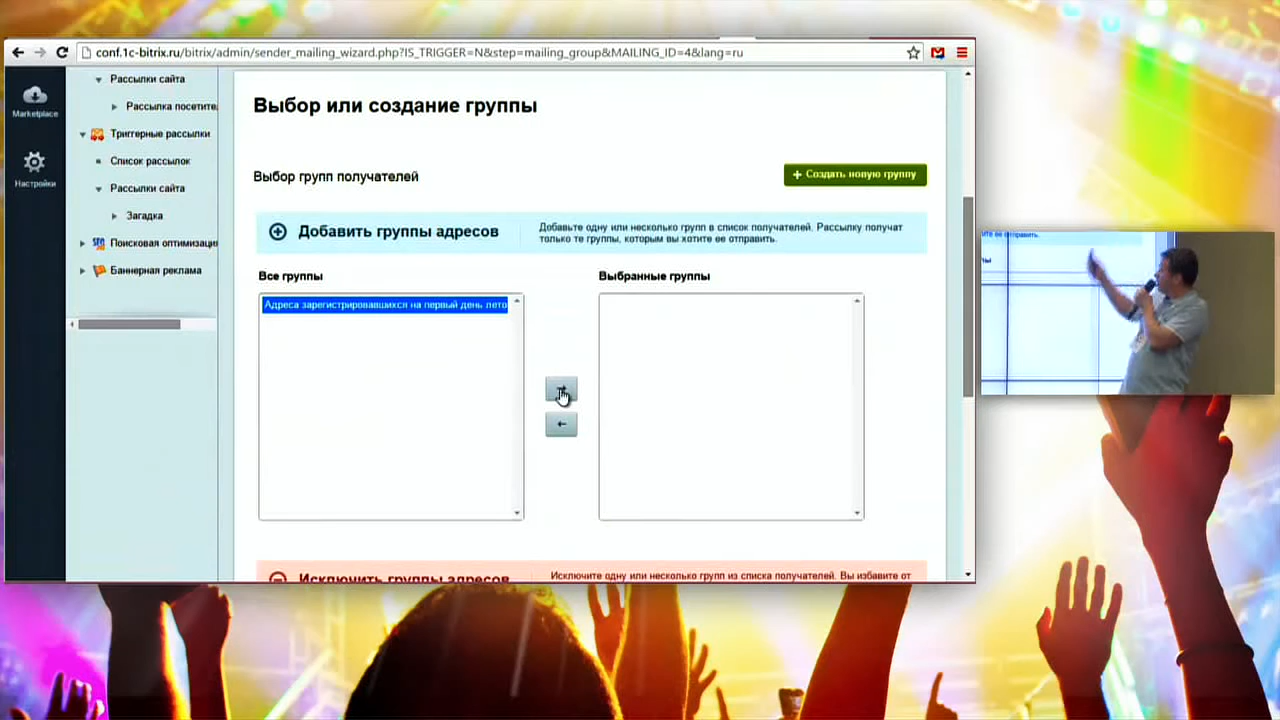 conf.1c-bitrix.ru/bitrix/admin/sender_mailing_wizard.php?IS_TRIGGER=N&step=mailing_group&MAILING_ID=4&lang=ru
Marketplace
Настройки
Рассылки сайта
Рассылка посетите
Триггерные рассылки
Список рассылок
Рассылки сайта
Загадка
Поисковая оптимизаци
Баннерная реклама
Выбор или создание группы
Выбор групп получателей
+ Создать новую группу
Добавить группы адресов
Добавьте одну или несколько групп в список получателей. Рассылку получат
только те группы, которым вы хотите ее отправить.
Все группы
Выбранные группы
Адреса зарегистрировавшихся на первый день лето
Исключить группы адресов
Исключите одну или несколько групп из списка получателей. Вы избавите от
ите ее отправить.